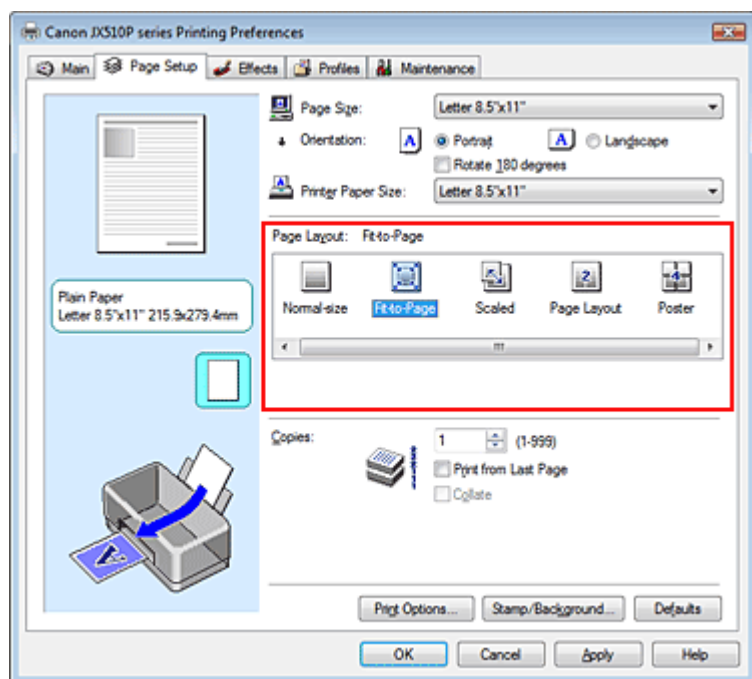 Canon JX510P series Printing Preferences
Main Page Setup Effects Profiles Maintenance
Page Size: Letter 8.5"x11"
Orientation: A Portrait A Landscape
Rotate 180 degrees
Printer Paper Size: Letter 8.5"x11"
Page Layout: Fit-to-Page
Normal-size Fit-to-Page Scaled Page Layout Poster
Plain Paper
Letter 8.5"x11" 215.9x279.4mm
Copies: 1 (1-999)
Print from Last Page
Collate
Print Options... Stamp/Background... Defaults
OK Cancel Apply Help